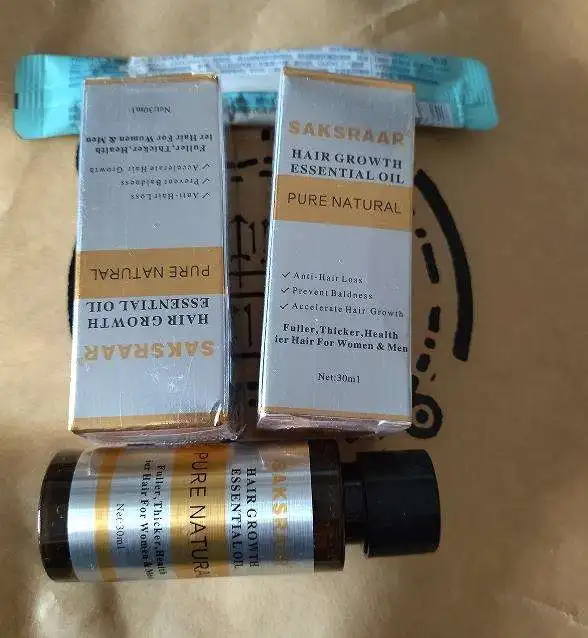 SAKSRAAR
HAIR GROWTH
ESSENTIAL OIL
PURE NATURAL
Anti-Hair Loss
Prevent Baldness
Accelerate Hair Growth
Fuller,Thicker,Health
ier Hair For Women & Men
Net:30ml
SAKSRAAR
HAIR GROWTH
ESSENTIAL OIL
PURE NATURAL
✓ Anti-Hair Loss
✓ Prevent Baldness
✓ Accelerate Hair Growth
Fuller,Thicker,Health
ier Hair For Women & Men
Net:30ml
HAIR GROWTH
ESSENTIAL OIL
PURE NATURA
Fuller,Thicker,Health
ier Hair For Women &
Net:30ml